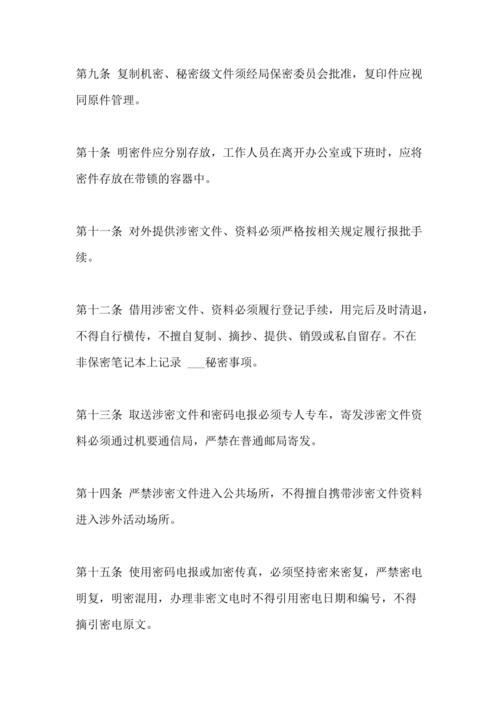 第九条 复制机密、秘密级文件须经局保密委员会批准，复印件应视
同原件管理。
第十条 明密件应分别存放，工作人员在离开办公室或下班时，应将
密件存放在带锁的容器中。
第十一条 对外提供涉密文件、资料必须严格按相关规定履行报批手
续。
第十二条 借用涉密文件、资料必须履行登记手续，用完后及时清退，
不得自行横传，不擅自复制、摘抄、提供、销毁或私自留存。不在
非保密笔记本上记录 ___秘密事项。
第十三条 取送涉密文件和密码电报必须专人专车，寄发涉密文件资
料必须通过机要通信局，严禁在普通邮局寄发。
第十四条 严禁涉密文件进入公共场所，不得擅自携带涉密文件资料
进入涉外活动场所。
第十五条 使用密码电报或加密传真，必须坚持密来密复，严禁密电
明复，明密混用，办理非密文电时不得引用密电日期和编号，不得
摘引密电原文。